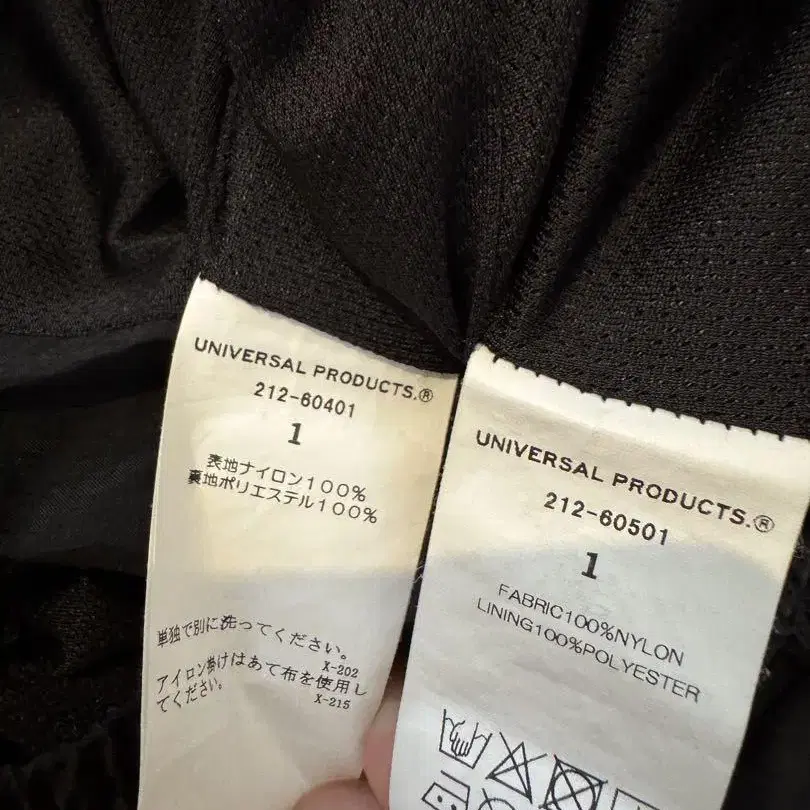 UNIVERSAL PRODUCTS.®
212-60401
1
表地ナイロン100%
裏地ポリエステル100%
単独で別に洗ってください。
X-202
アイロン掛けはあて布を使用し
てください。
X-215
UNIVERSAL PRODUCTS.®
212-60501
1
FABRIC100%NYLON
LINING100%POLYESTER